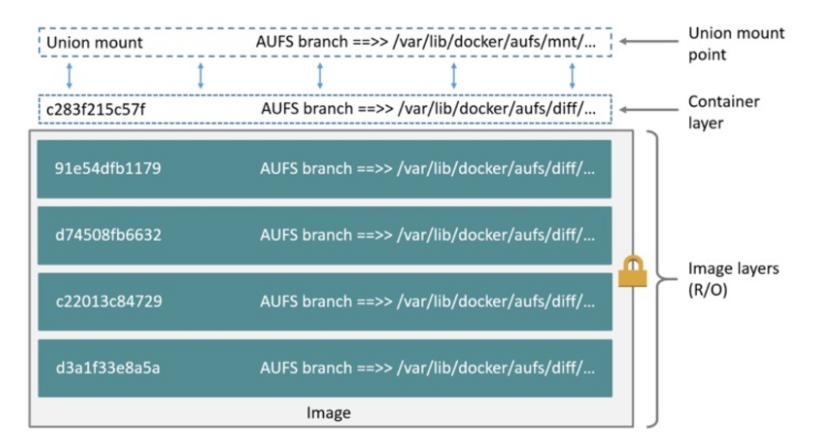 Union mount AUFS branch ==>> /var/lib/docker/aufs/mnt/...
Union mount
point
c283f215c57f AUFS branch ==>> /var/lib/docker/aufs/diff/...
Container
layer
91e54dfb1179 AUFS branch ==>> /var/lib/docker/aufs/diff/...
d74508fb6632 AUFS branch ==>> /var/lib/docker/aufs/diff/...
c22013c84729 AUFS branch ==>> /var/lib/docker/aufs/diff/...
d3a1f33e8a5a AUFS branch ==>> /var/lib/docker/aufs/diff/...
Image layers
(R/O)
Image